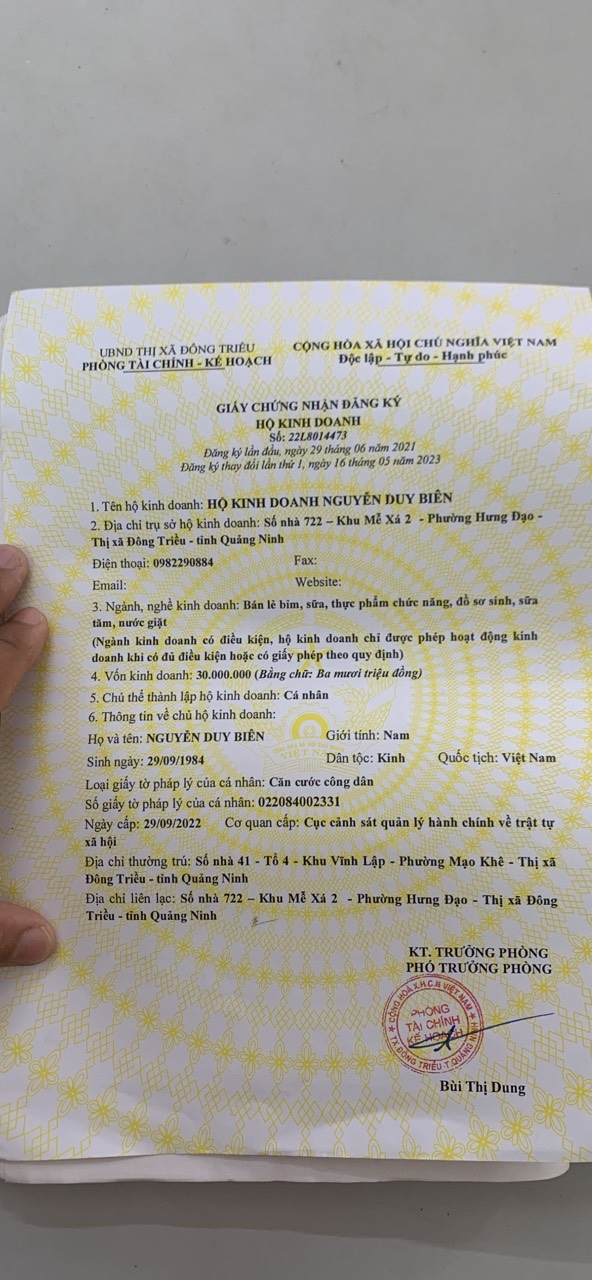 UBND THỊ XÃ ĐÔNG TRIỀU
PHÒNG TÀI CHÍNH - KẾ HOẠCH
CỘNG HÒA XÃ HỘI CHỦ NGHĨA VIỆT NAM
Độc lập - Tự do - Hạnh phúc
GIẤY CHỨNG NHẬN ĐĂNG KÝ
HỘ KINH DOANH
Số: 22L8014473
Đăng ký lần đầu, ngày 29 tháng 06 năm 2021
Đăng ký thay đổi lần thứ 1, ngày 16 tháng 05 năm 2023
1. Tên hộ kinh doanh: HỘ KINH DOANH NGUYỄN DUY BIÊN
2. Địa chỉ trụ sở hộ kinh doanh: Số nhà 722 – Khu Mễ Xá 2 - Phường Hưng Đạo -
Thị xã Đông Triều - tỉnh Quảng Ninh
Điện thoại: 0982290884 Fax:
Email: Website:
3. Ngành, nghề kinh doanh: Bán lẻ bỉm, sữa, thực phẩm chức năng, đồ sơ sinh, sữa
tắm, nước giặt
(Ngành kinh doanh có điều kiện, hộ kinh doanh chỉ được phép hoạt động kinh
doanh khi có đủ điều kiện hoặc có giấy phép theo quy định)
4. Vốn kinh doanh: 30.000.000 (Bằng chữ: Ba mươi triệu đồng)
5. Chủ thể thành lập hộ kinh doanh: Cá nhân
6. Thông tin về chủ hộ kinh doanh:
Họ và tên: NGUYỄN DUY BIÊN Giới tính: Nam
Sinh ngày: 29/09/1984 Dân tộc: Kinh Quốc tịch: Việt Nam
Loại giấy tờ pháp lý của cá nhân: Căn cước công dân
Số giấy tờ pháp lý của cá nhân: 022084002331
Ngày cấp: 29/09/2022 Cơ quan cấp: Cục cảnh sát quản lý hành chính về trật tự
xã hội
Địa chỉ thường trú: Số nhà 41 - Tổ 4 - Khu Vĩnh Lập - Phường Mạo Khê - Thị xã
Đông Triều - tỉnh Quảng Ninh
Địa chỉ liên lạc: Số nhà 722 – Khu Mễ Xá 2 - Phường Hưng Đạo - Thị xã Đông
Triều - tỉnh Quảng Ninh
KT. TRƯỞNG PHÒNG
PHÓ TRƯỞNG PHÒNG
CỘNG HÒA X.H.C.N VIỆT NAM
PHÒNG
TÀI CHÍNH
KẾ HOẠCH
TX.ĐÔNG TRIỀU-T.QUẢNG NINH
Bùi Thị Dung